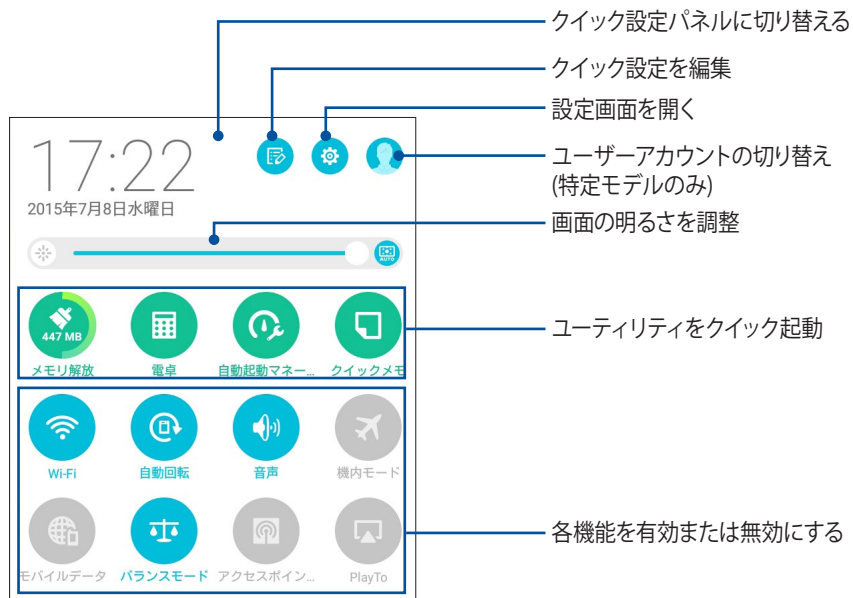 クイック設定パネルに切り替える
クイック設定を編集
設定画面を開く
ユーザーアカウントの切り替え
(特定モデルのみ)
画面の明るさを調整
17:22
2015年7月8日水曜日
AUTO
447 MB
メモリ解放
電卓
自動起動マネー...
クイックメモ
ユーティリティをクイック起動
Wi-Fi
自動回転
音声
機内モード
モバイルデータ
バランスモード
アクセスポイン...
PlayTo
各機能を有効または無効にする